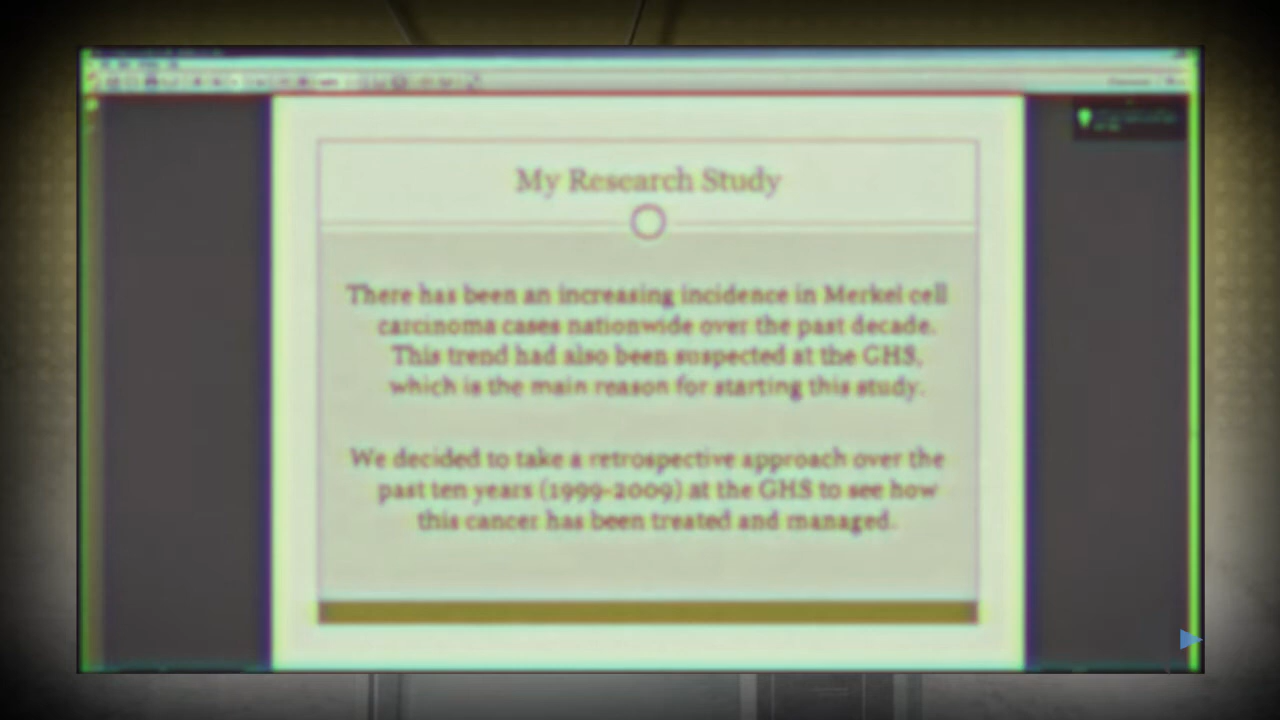 My Research Study
There has been an increasing incidence in Merkel cell
carcinoma cases nationwide over the past decade.
This trend had also been suspected at the GHS,
which is the main reason for starting this study.
We decided to take a retrospective approach over the
past ten years (1999-2009) at the GHS to see how
this cancer has been treated and managed.